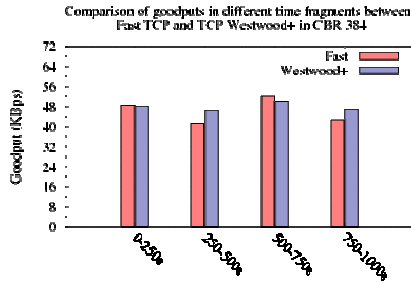 Comparison of goodputs in different time fragments between
Fast TCP and TCP Westwood+ in CBR 384
Fast
Westwood+
Goodput (KBps)
72
64
56
48
40
32
24
16
8
0
0-250s
250-500s
500-750s
750-1000s